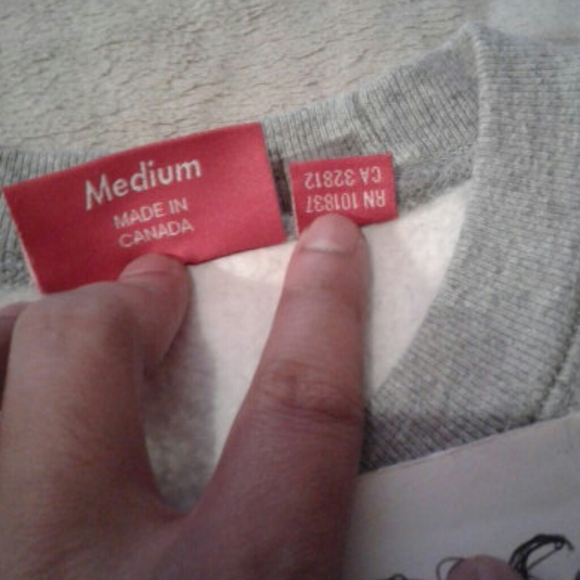 Medium
MADE IN
CANADA
RN 101837
CA 32812